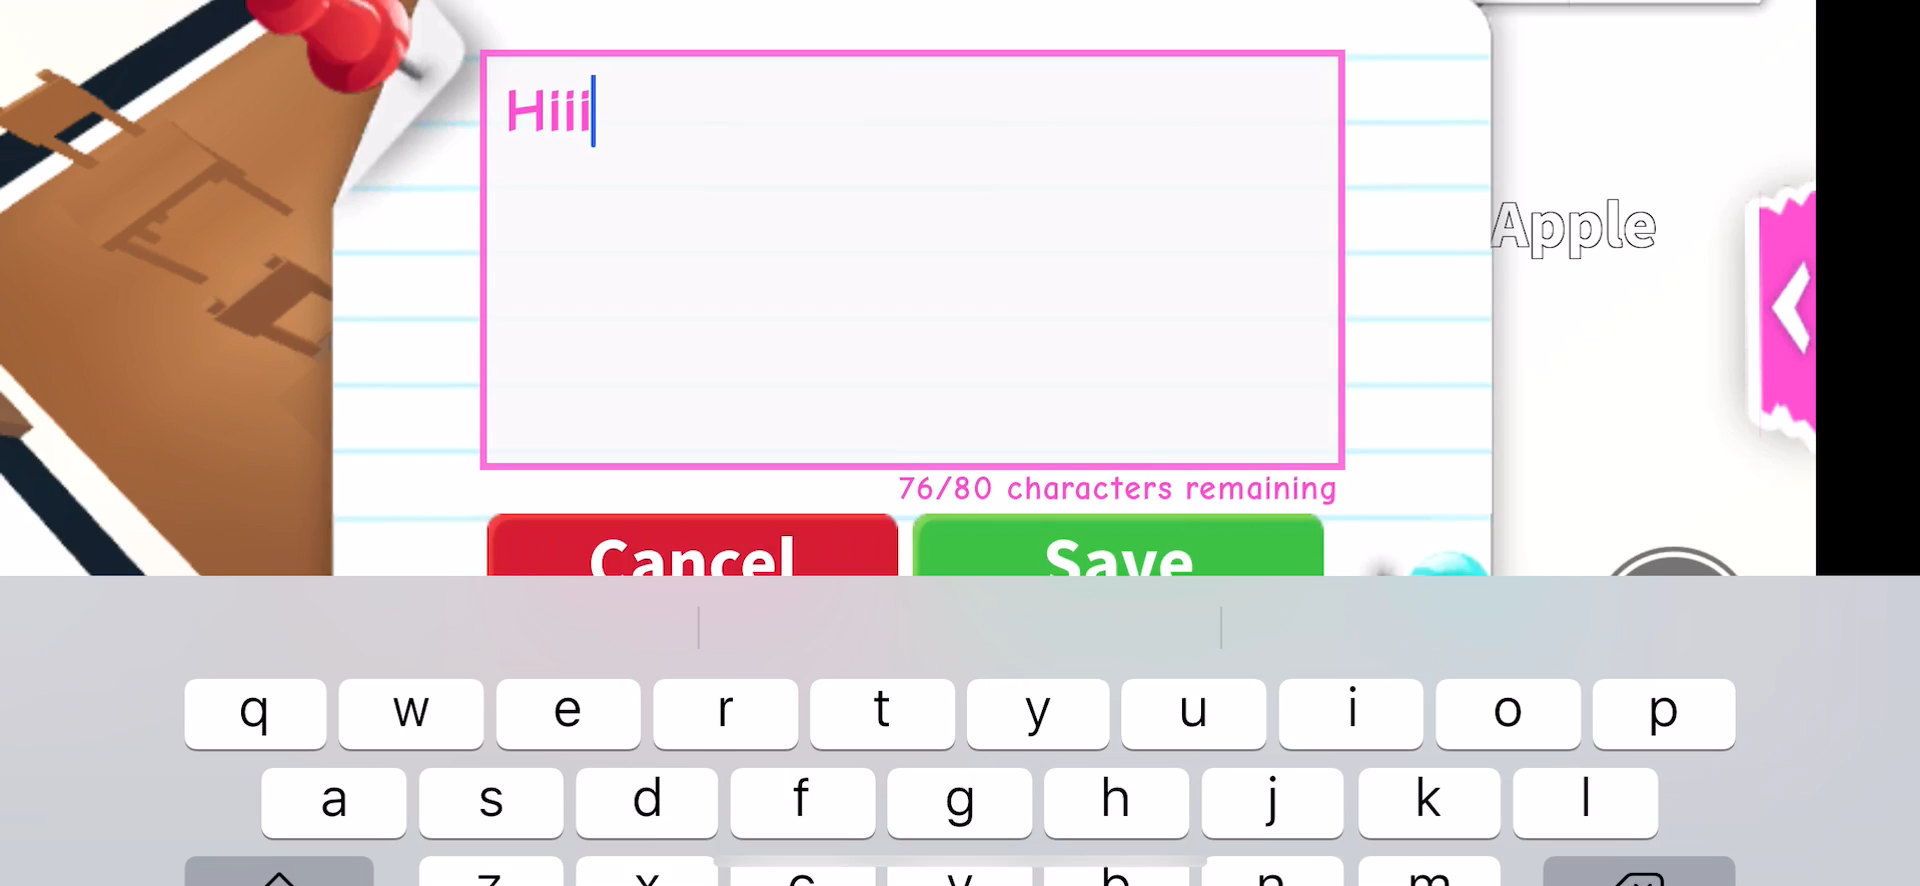 Hiii
Apple
76/80 characters remaining
Cancel
Save
q w e r t y u i o p
a s d f g h j k l
z x c v b n m